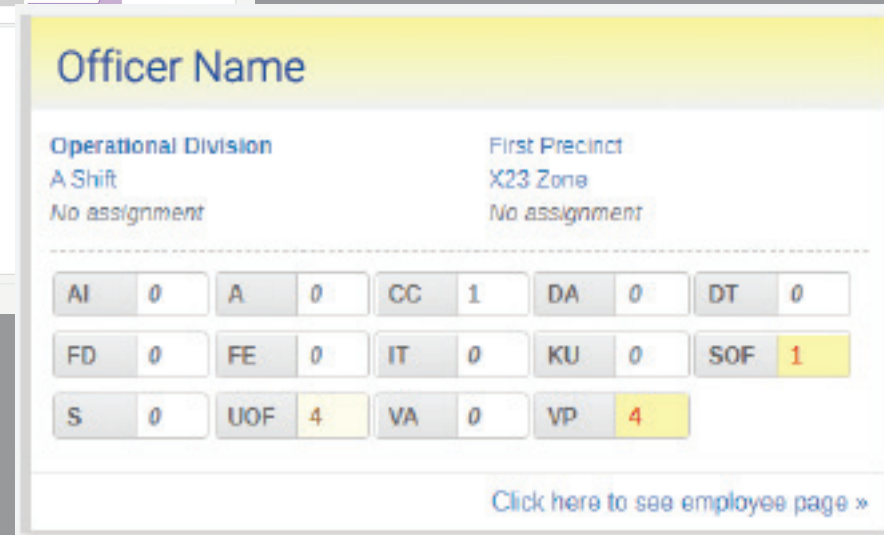 Officer Name
Operational Division First Precinct
A Shift X23 Zone
No assignment No assignment
AI 0 A 0 CC 1 DA 0 DT 0
FD 0 FE 0 IT 0 KU 0 SOF 1
S 0 UOF 4 VA 0 VP 4
Click here to see employee page »